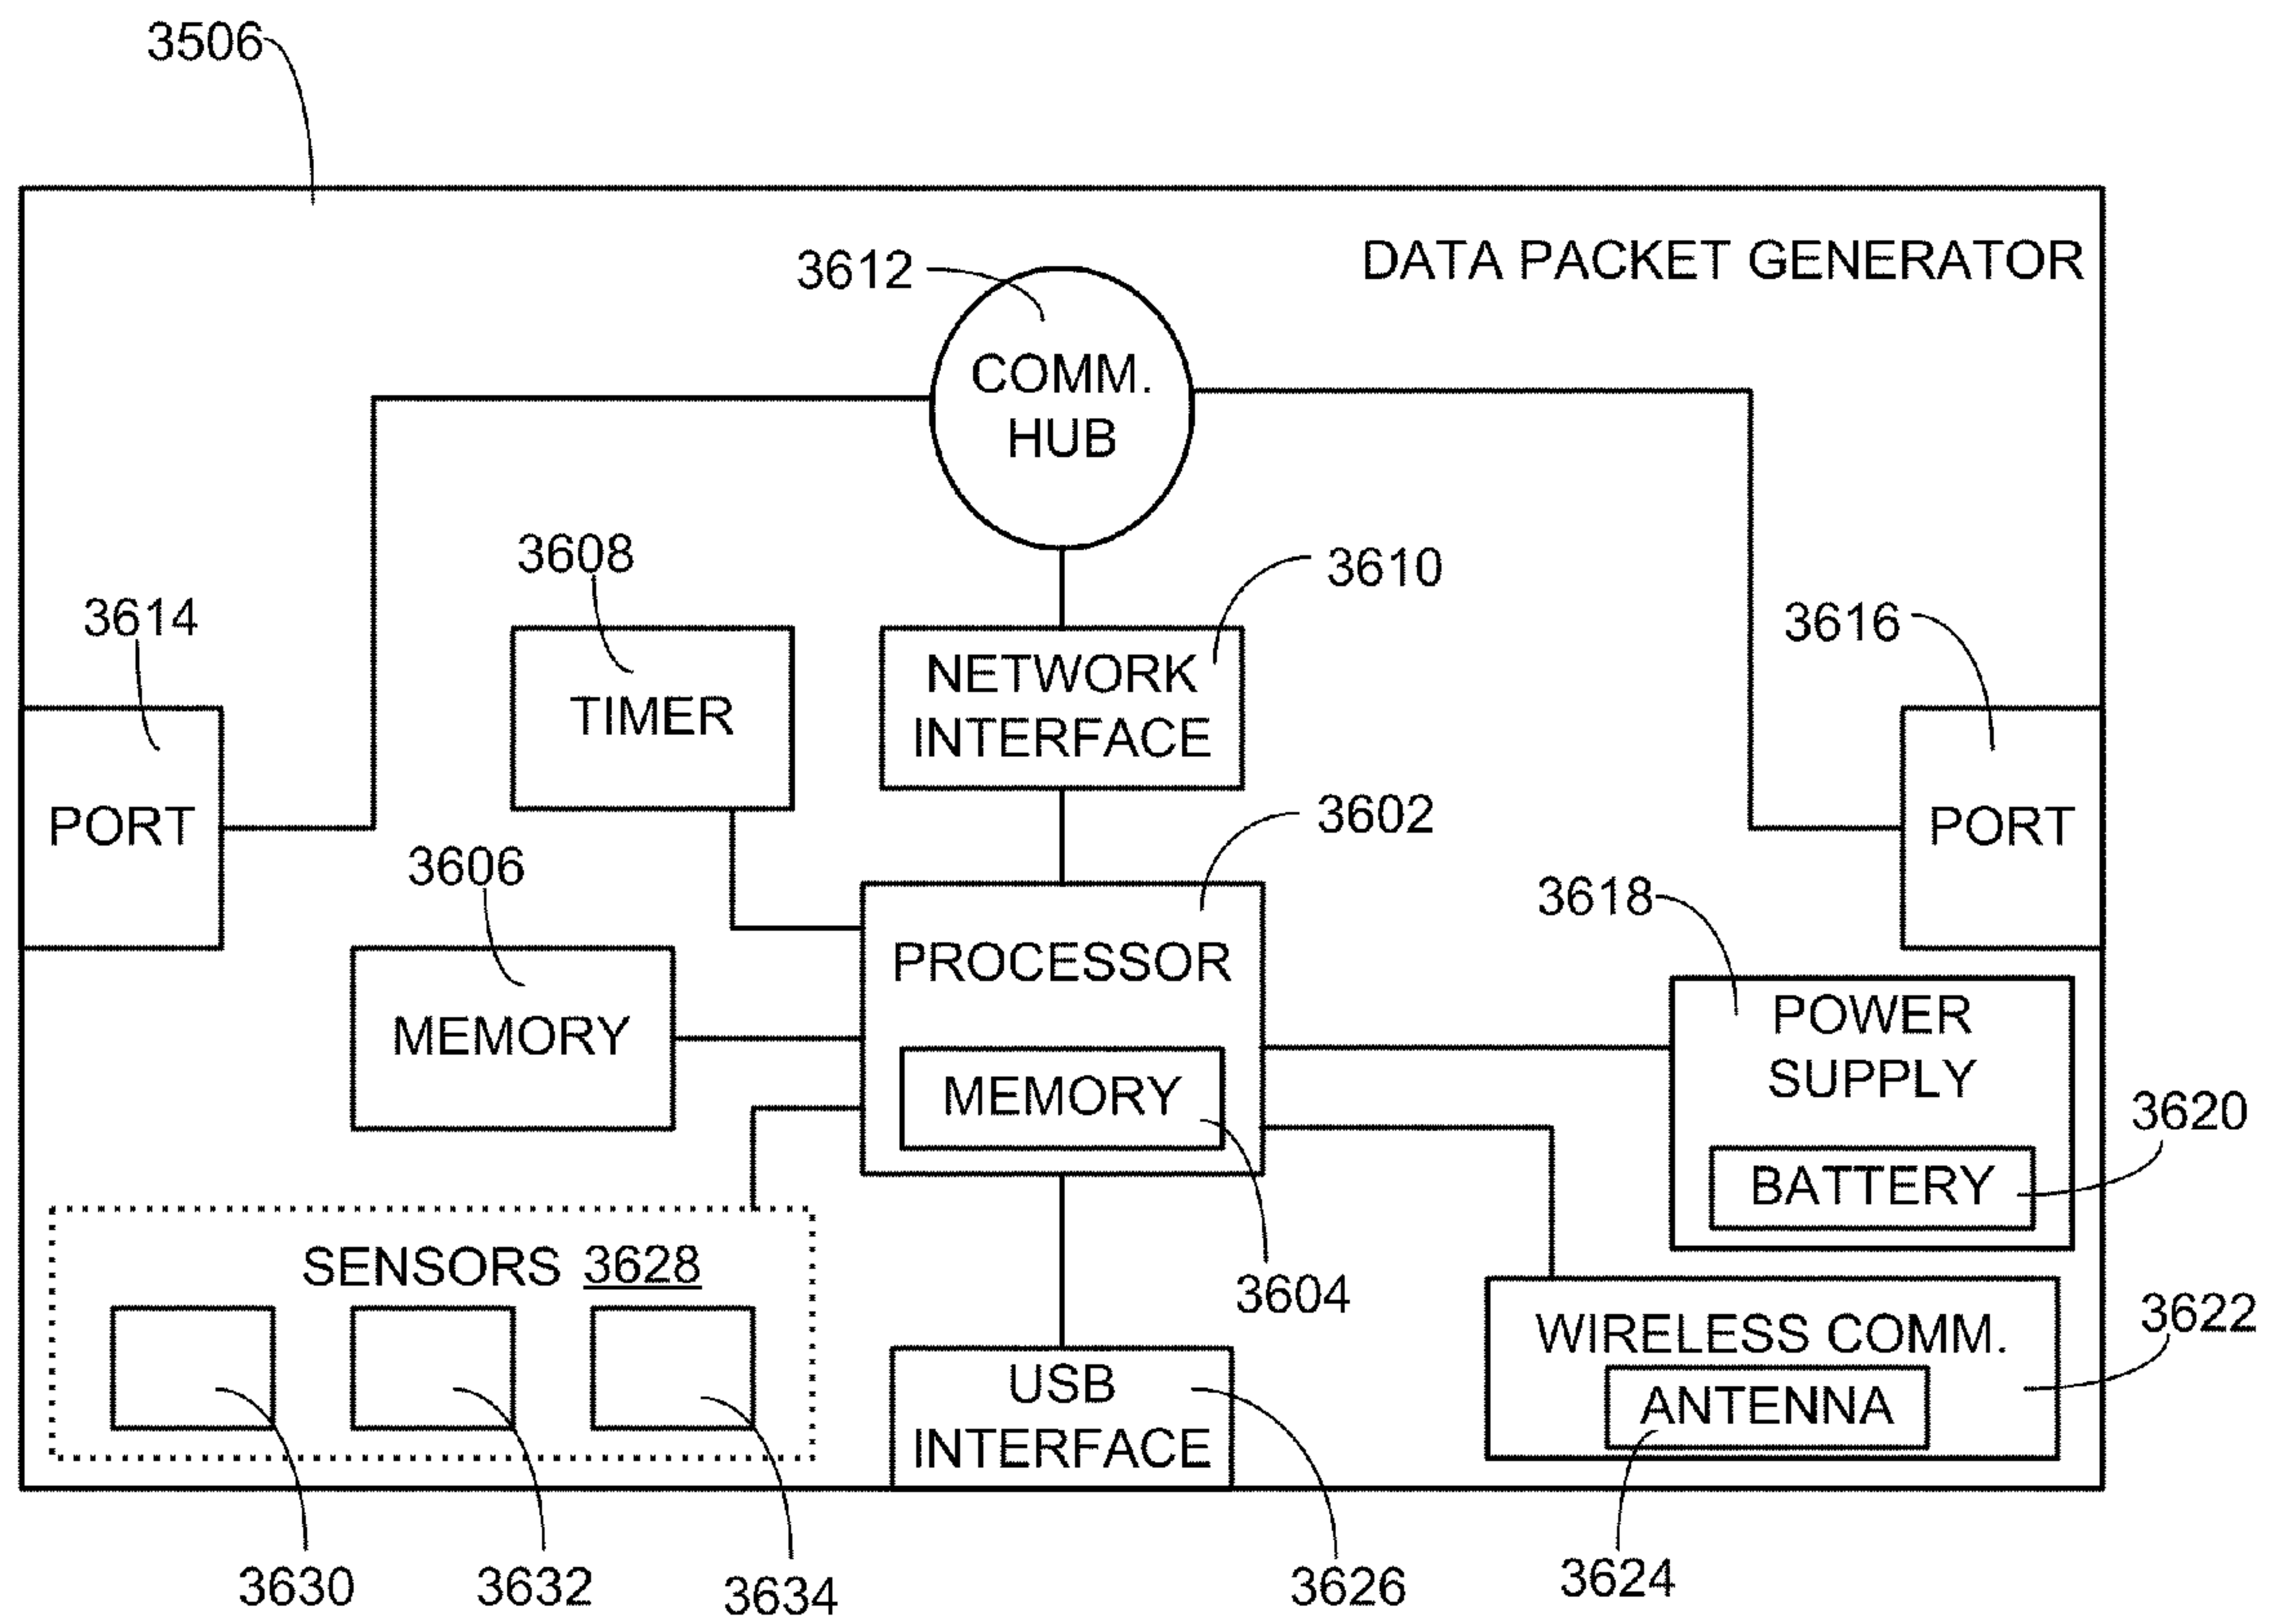 3506
DATA PACKET GENERATOR
3612
COMM.
HUB
3608
3610
3614
3616
TIMER
NETWORK
INTERFACE
PORT
PORT
3602
3606
3618
PROCESSOR
MEMORY
POWER
SUPPLY
MEMORY
3620
BATTERY
SENSORS 3628
3604
3622
WIRELESS COMM.
USB
INTERFACE
ANTENNA
3630
3632
3634
3626
3624